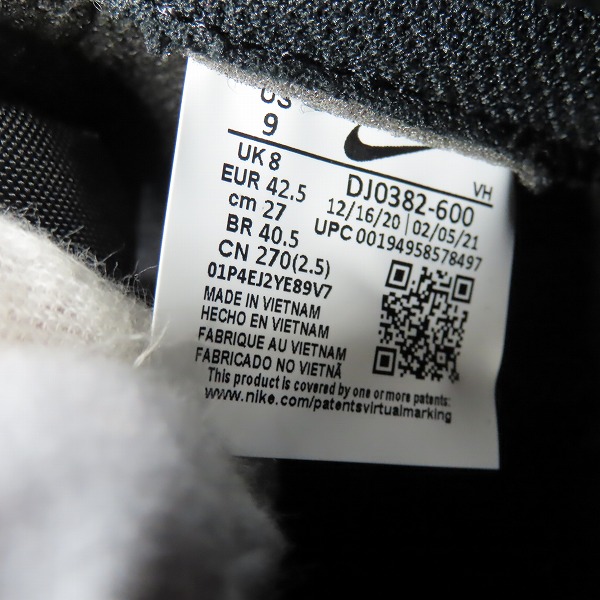 US
9
UK 8
EUR 42.5
cm 27
BR 40.5
CN 270(2.5)
01P4EJ2YE89V7
VH
DJ0382-600
12/16/20 | 02/05/21
UPC 00194958578497
MADE IN VIETNAM
HECHO EN VIETNAM
FABRIQUE AU VIETNAM
FABRICADO NO VIETNÃ
This product is covered by one or more patents:
www.nike.com/patentsvirtualmarking